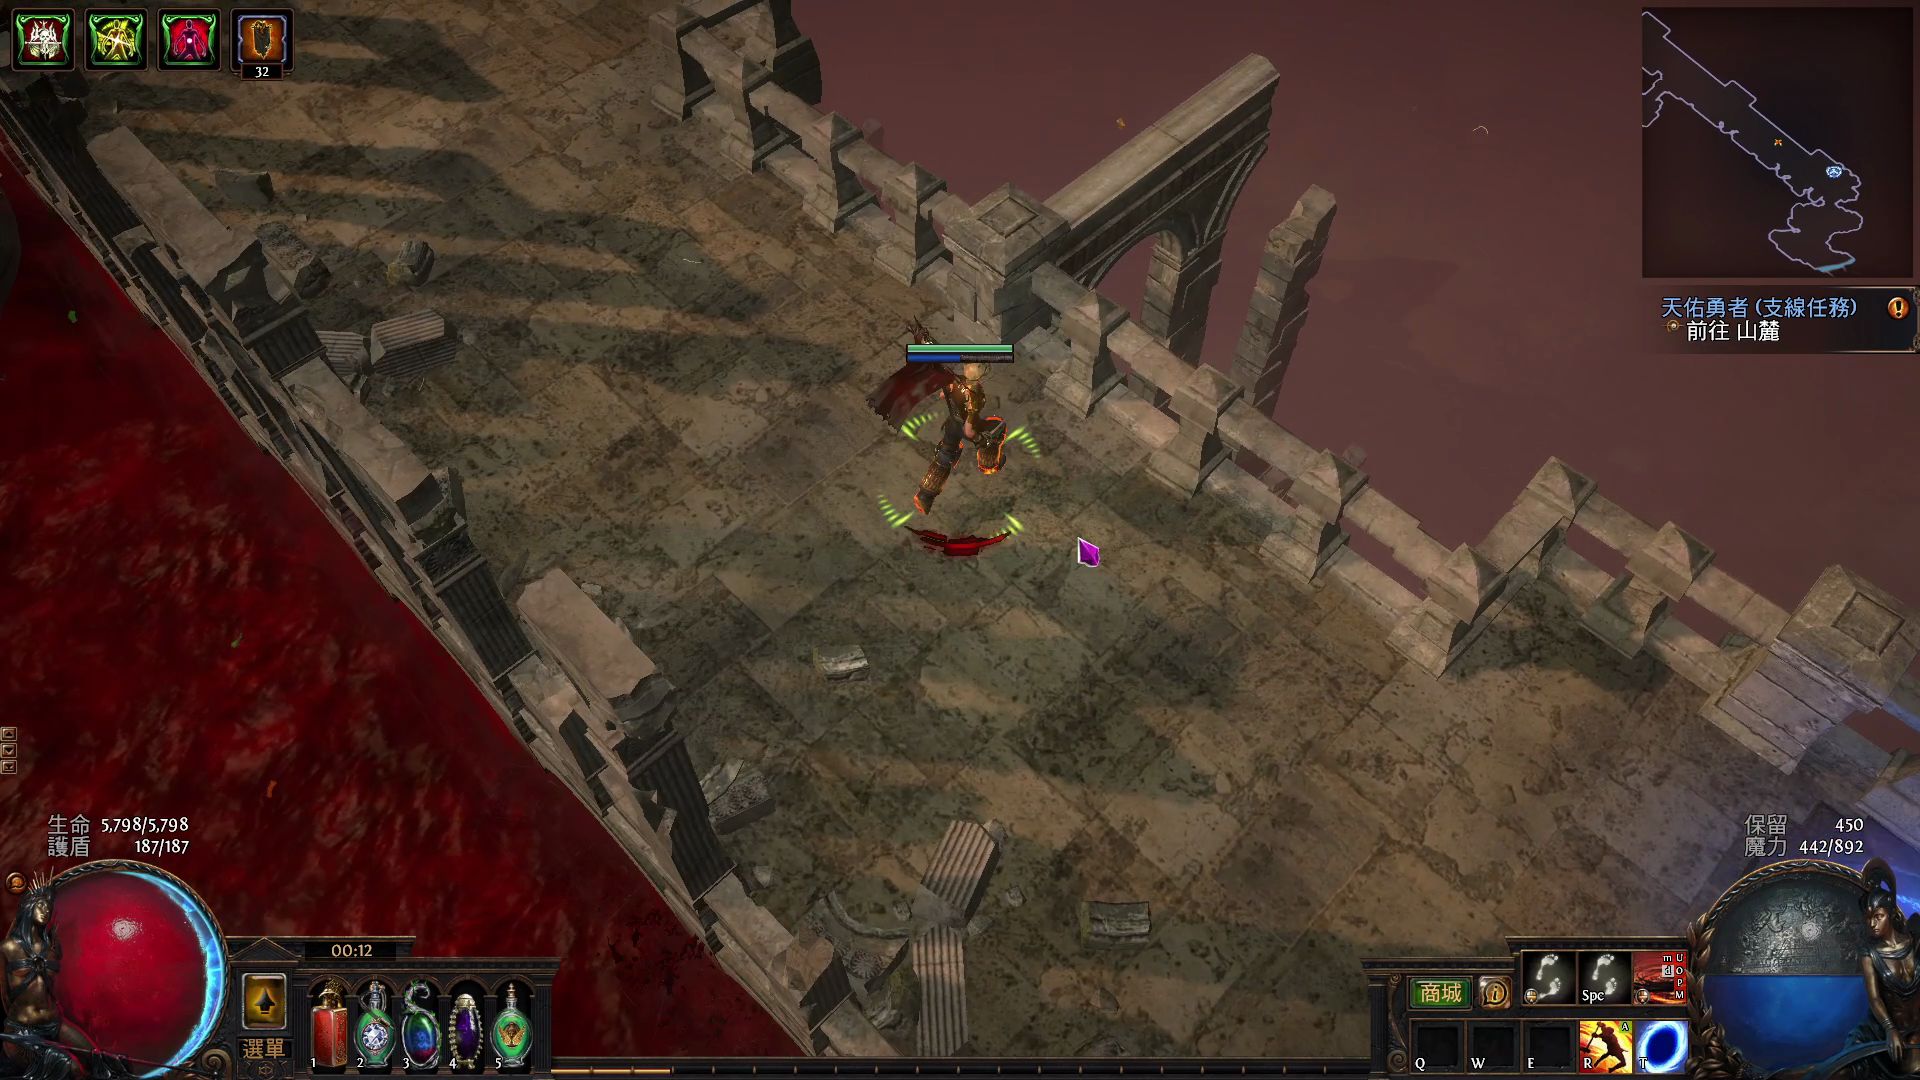 32
天佑勇者 (支線任務)
前往 山麓
生命 5,798/5,798
護盾 187/187
保留 450
魔力 442/892
00:12
選單
1 2 3 4 5
商城
Spc
m U
d O
P
M
Q W E R A T